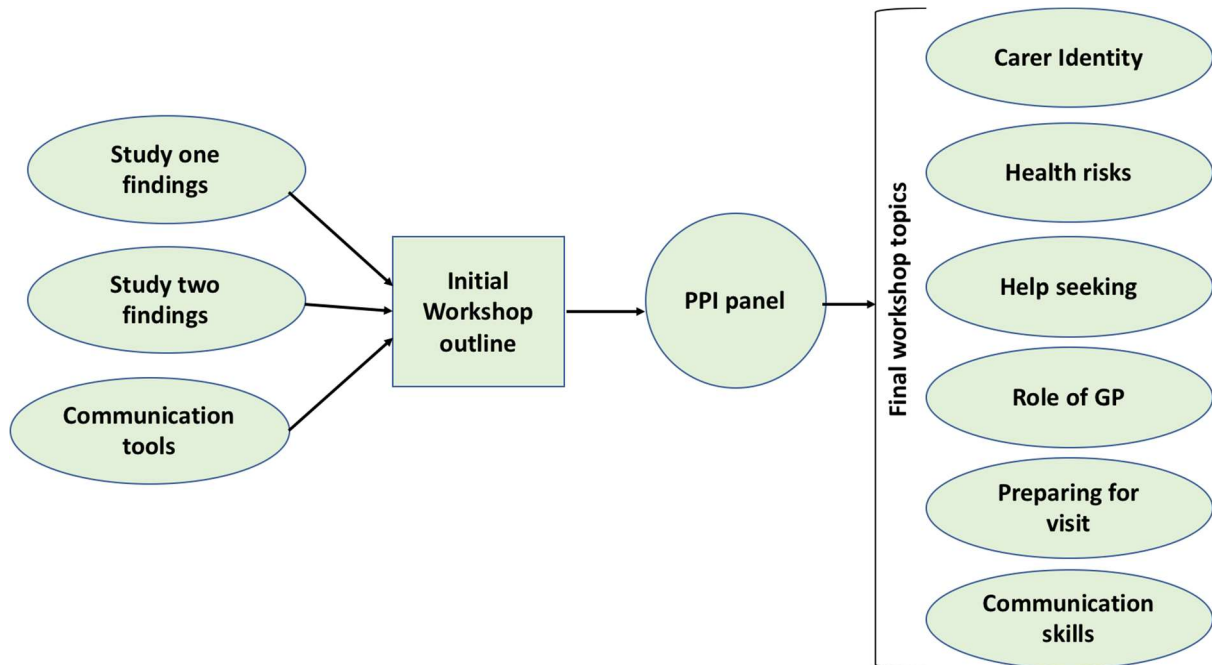 Study one
findings
Study two
findings
Communication
tools
Initial
Workshop
outline
PPI panel
Final workshop topics
Carer Identity
Health risks
Help seeking
Role of GP
Preparing for
visit
Communication
skills